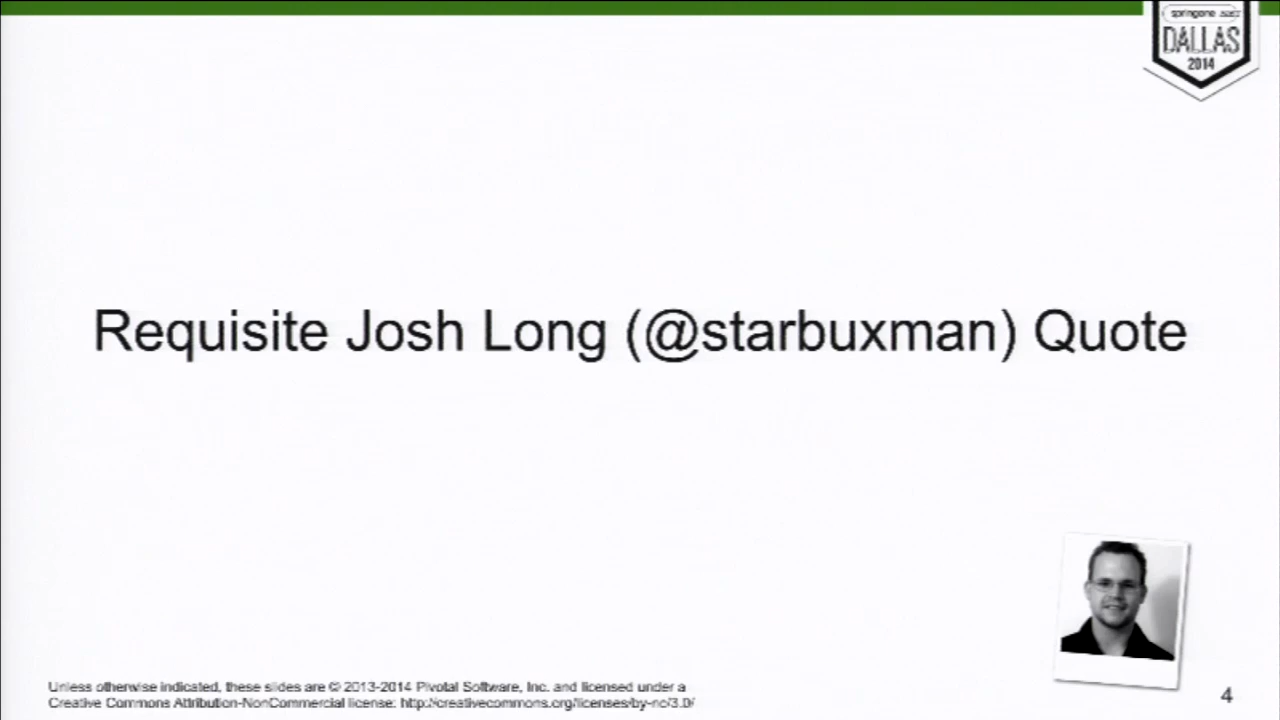 springone 2GX
DALLAS
2014
Requisite Josh Long (@starbuxman) Quote
Unless otherwise indicated, these slides are © 2013-2014 Pivotal Software, Inc. and licensed under a
Creative Commons Attribution-NonCommercial license: http://creativecommons.org/licenses/by-nc/3.0/
4